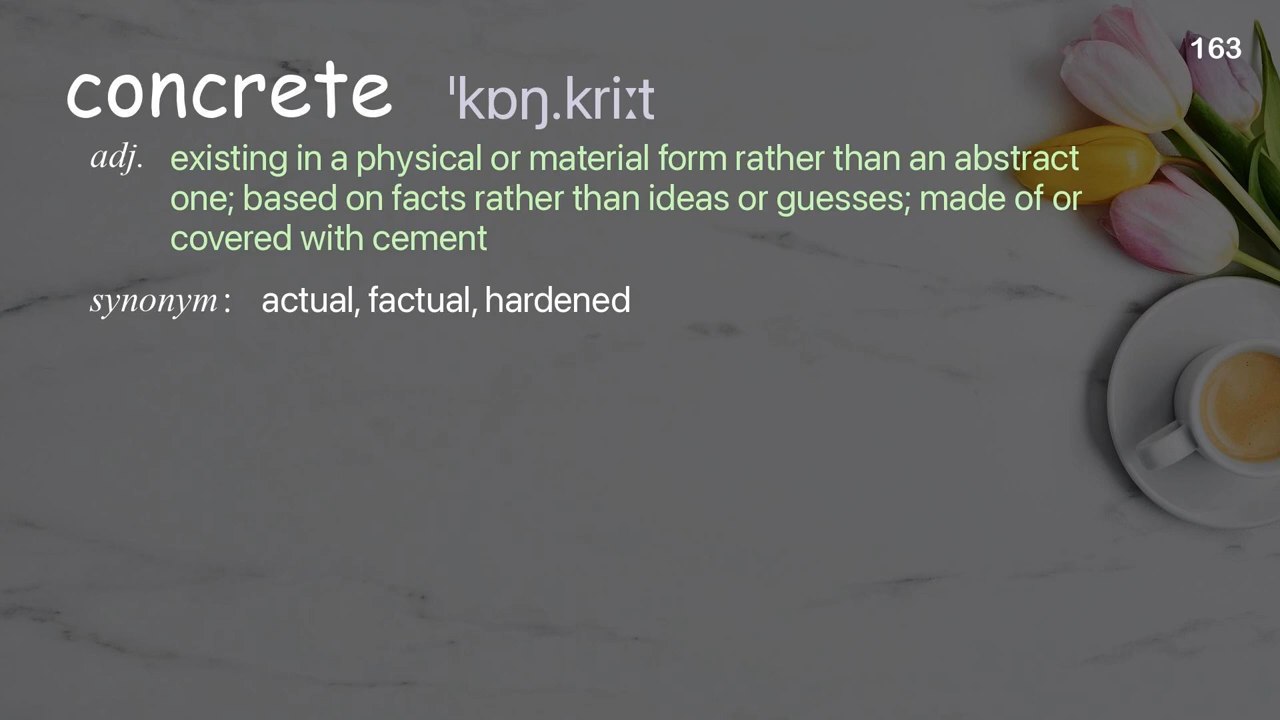 163
concrete ˈkɒŋ.kriːt
adj. existing in a physical or material form rather than an abstract
one; based on facts rather than ideas or guesses; made of or
covered with cement
synonym: actual, factual, hardened